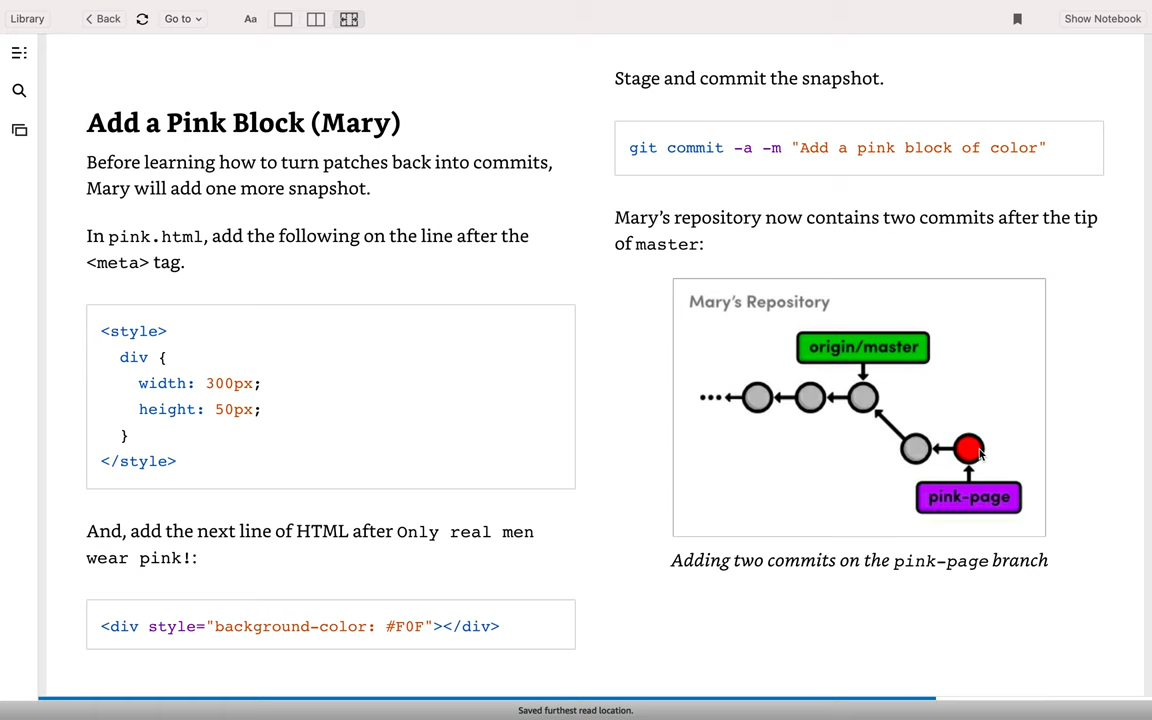 Library
Back
Go to
Aa
Show Notebook
Add a Pink Block (Mary)
Before learning how to turn patches back into commits,
Mary will add one more snapshot.
In pink.html, add the following on the line after the
<meta> tag.
<style>
div {
width: 300px;
height: 50px;
}
</style>
And, add the next line of HTML after Only real men
wear pink!:
<div style="background-color: #F0F"></div>
Stage and commit the snapshot.
git commit -a -m "Add a pink block of color"
Mary’s repository now contains two commits after the tip
of master:
Mary’s Repository
origin/master
pink-page
Adding two commits on the pink-page branch
Saved furthest read location.